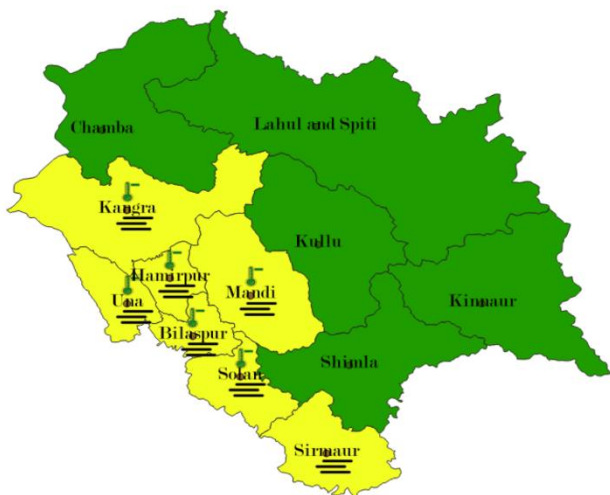 Chamba
Lahul and Spiti
Kangra
Kullu
Hamirpur
Una
Mandi
Kinnaur
Bilaspur
Shimla
Solan
Sirmaur